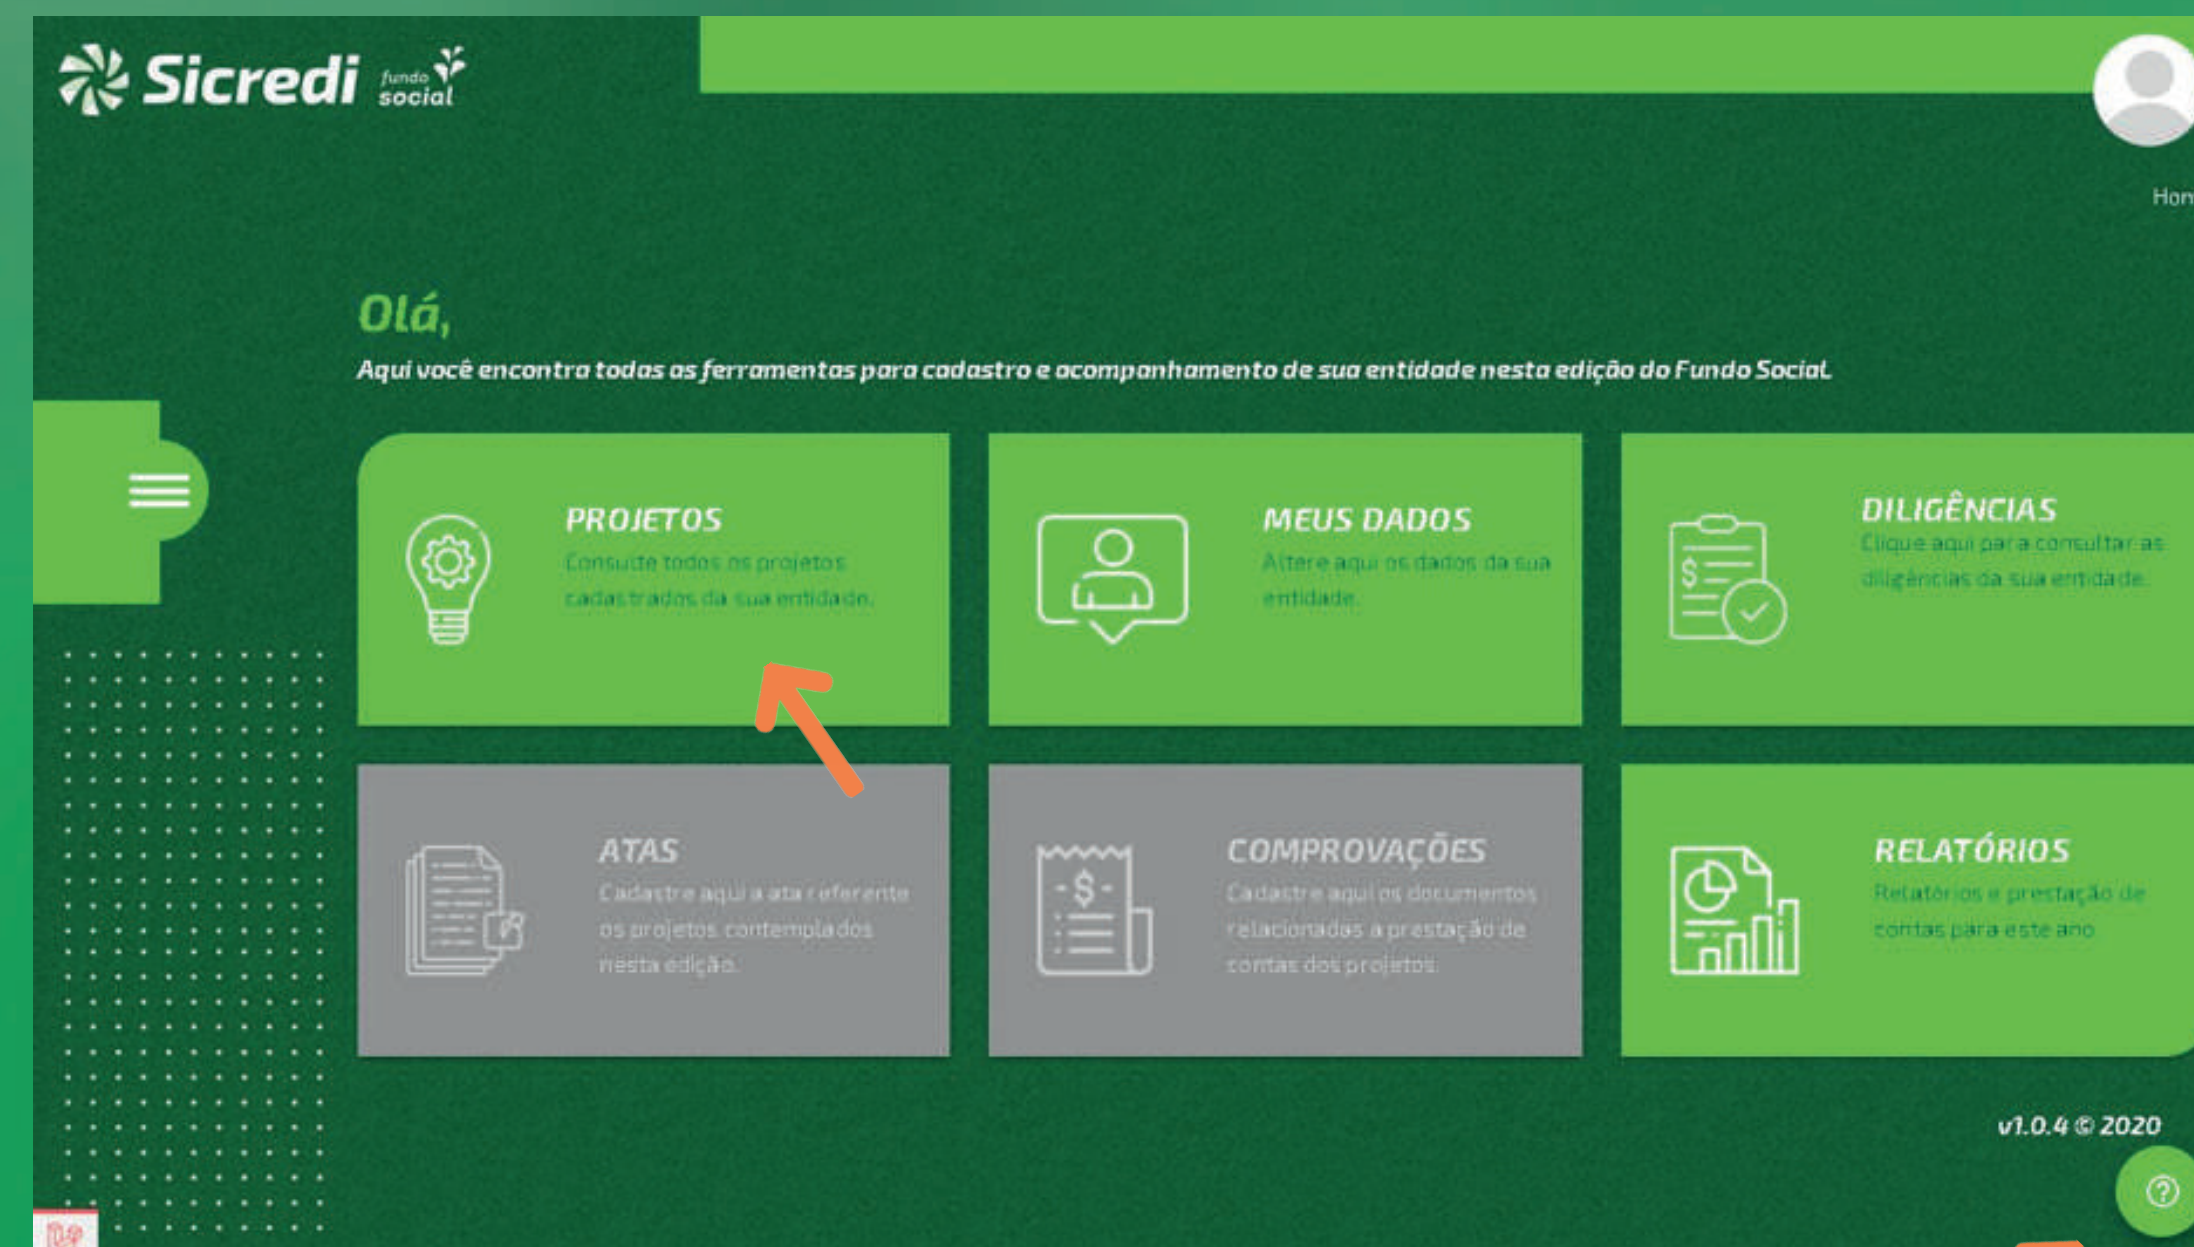 Sicredi fundo social
Hom
Olá,
Aqui você encontra todas as ferramentas para cadastro e acompanhamento de sua entidade nesta edição do Fundo Social.
PROJETOS
Consulte todos os projetos
cadastrados da sua entidade.
MEUS DADOS
Altere aqui os dados da sua
entidade.
DILIGÊNCIAS
Clique aqui para consultar as
diligências da sua entidade.
ATAS
Cadastre aqui a ata referente
os projetos contemplados
nesta edição.
COMPROVAÇÕES
Cadastre aqui os documentos
relacionadas a prestação de
contas dos projetos.
RELATÓRIOS
Relatórios e prestação de
contas para este ano
v1.0.4 © 2020